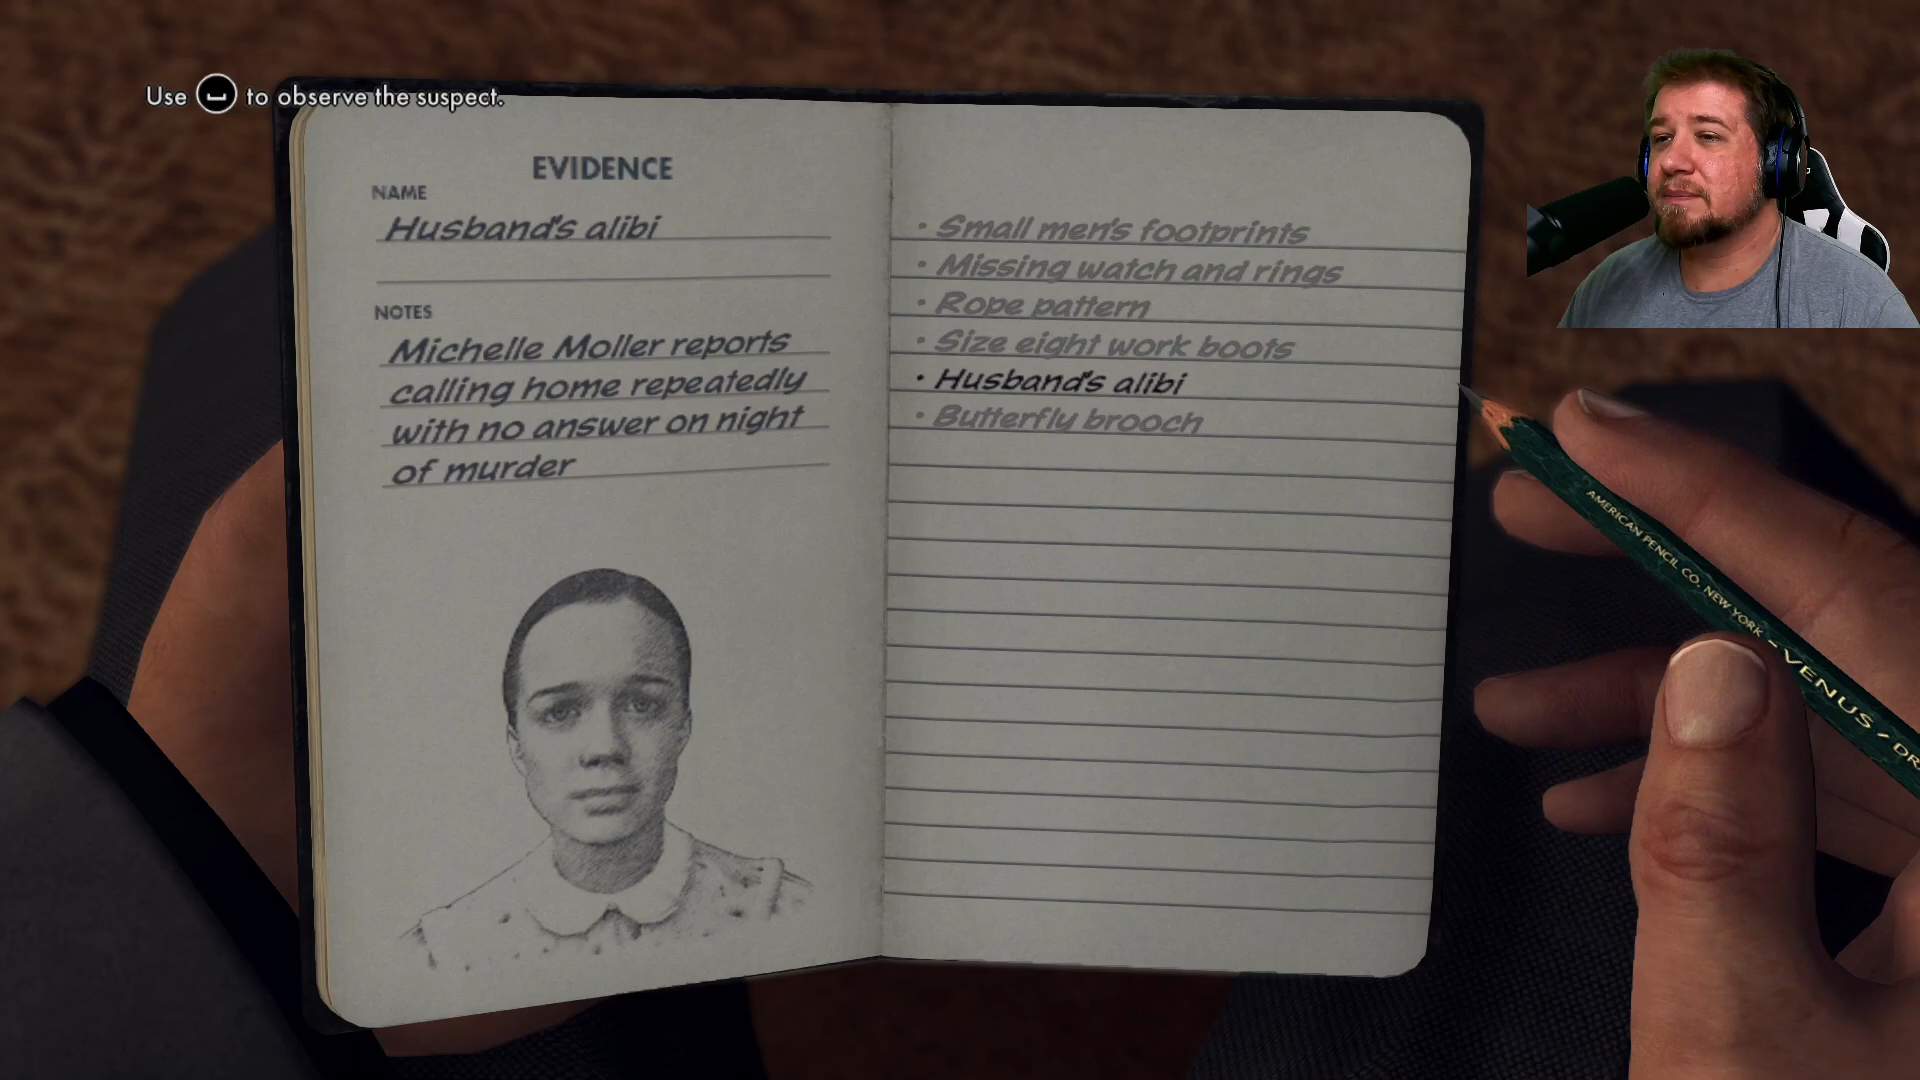 Use to observe the suspect.
EVIDENCE
NAME
Husband's alibi
NOTES
Michelle Moller reports
calling home repeatedly
with no answer on night
of murder
• Small men's footprints
• Missing watch and rings
• Rope pattern
• Size eight work boots
• Husband's alibi
• Butterfly brooch
AMERICAN PENCIL CO. NEW YORK - VENUS / DR